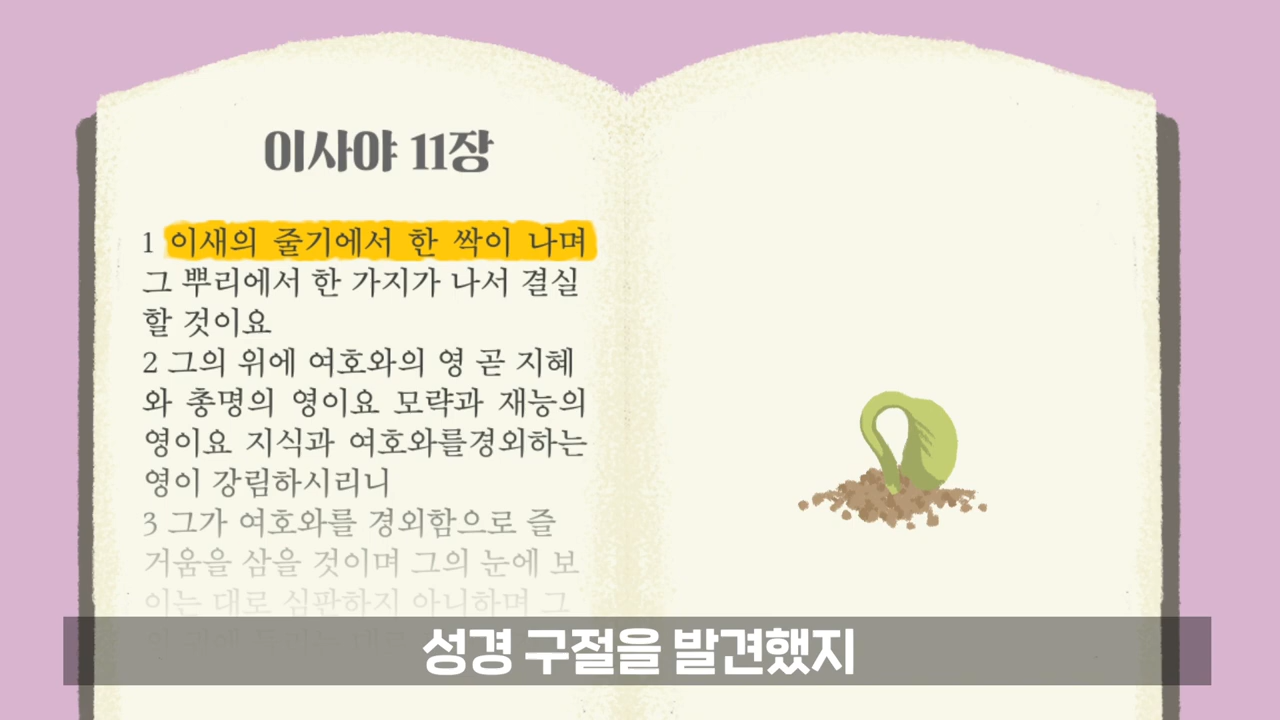 이사야 11장
1 이새의 줄기에서 한 싹이 나며
그 뿌리에서 한 가지가 나서 결실
할 것이요
2 그의 위에 여호와의 영 곧 지혜
와 총명의 영이요 모략과 재능의
영이요 지식과 여호와를경외하는
영이 강림하시리니
3 그가 여호와를 경외함으로 즐
거움을 삼을 것이며 그의 눈에 보
이는 대로 심판하지 아니하며 그
성경 구절을 발견했지